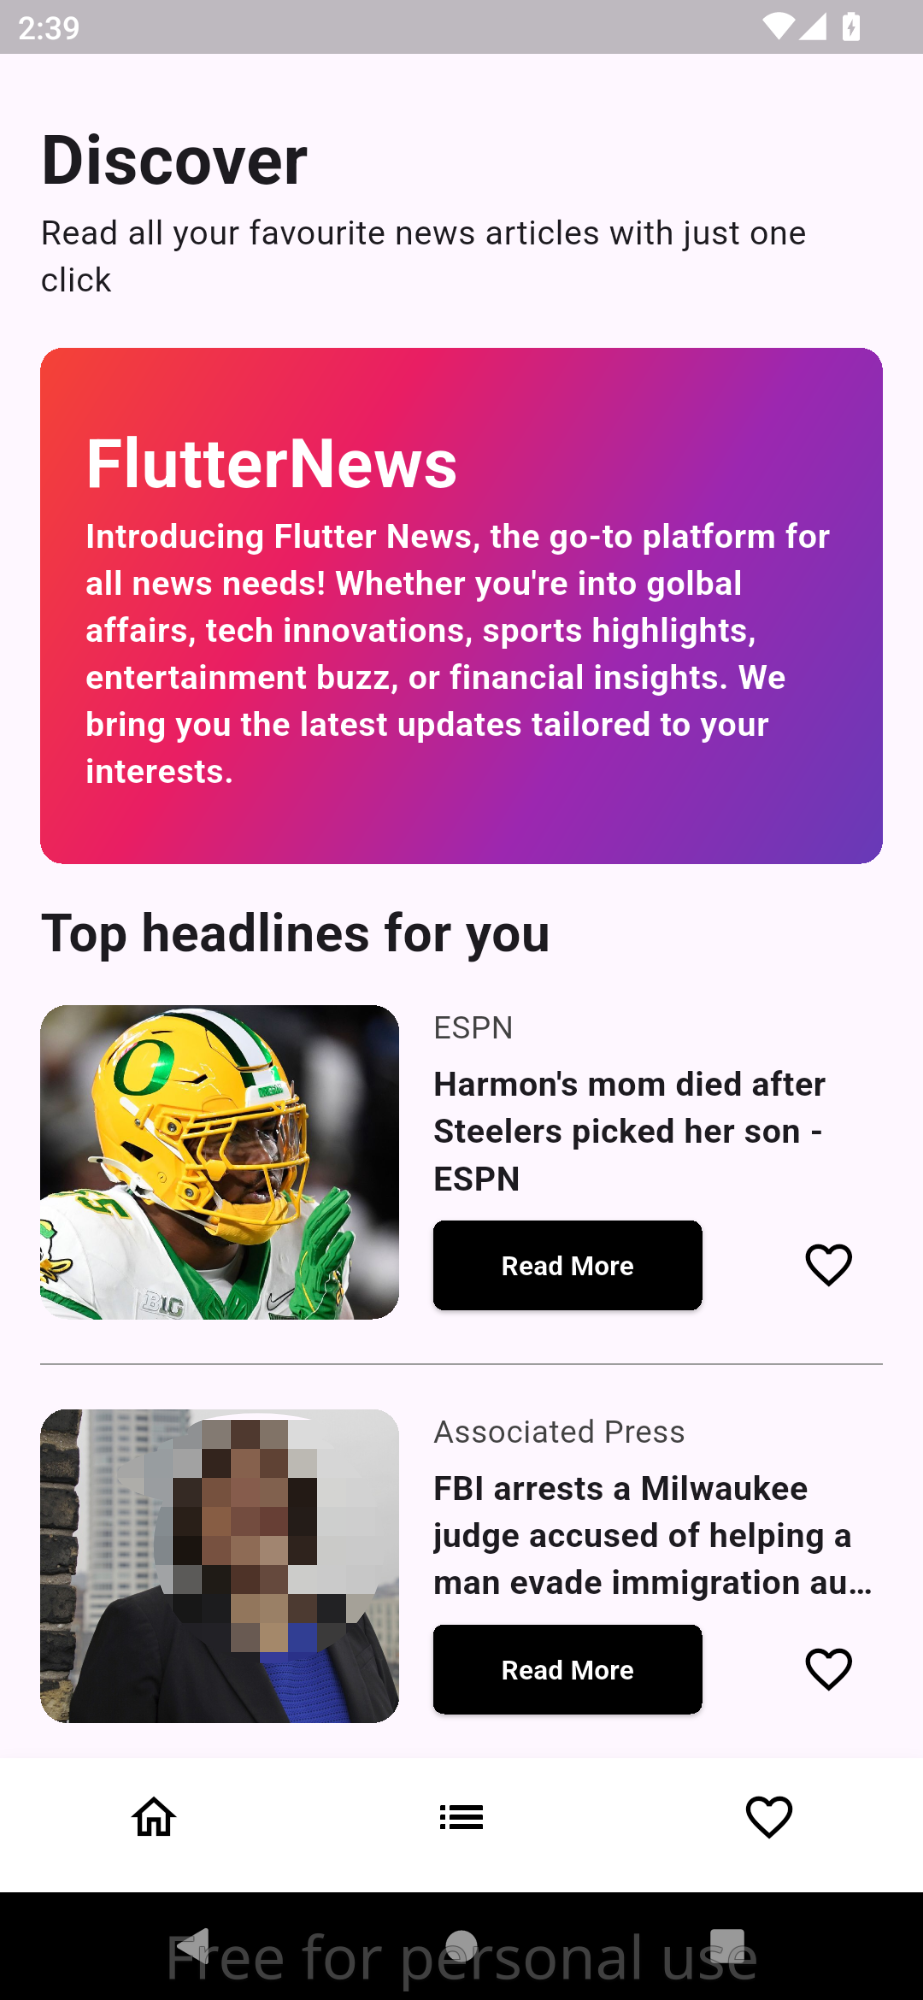 2:39
Discover
Read all your favourite news articles with just one
click
FlutterNews
Introducing Flutter News, the go-to platform for
all news needs! Whether you're into golbal
affairs, tech innovations, sports highlights,
entertainment buzz, or financial insights. We
bring you the latest updates tailored to your
interests.
Top headlines for you
O
B1G
ESPN
Harmon's mom died after
Steelers picked her son -
ESPN
Read More
Associated Press
FBI arrests a Milwaukee
judge accused of helping a
man evade immigration au…
Read More
Free for personal use